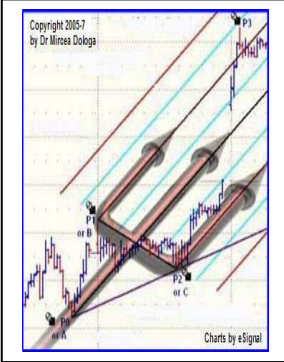 Copyright 2005-7
by Dr Mircea Dologa
P3
P1
or B
P2
or C
P0
or A
Charts by eSignal